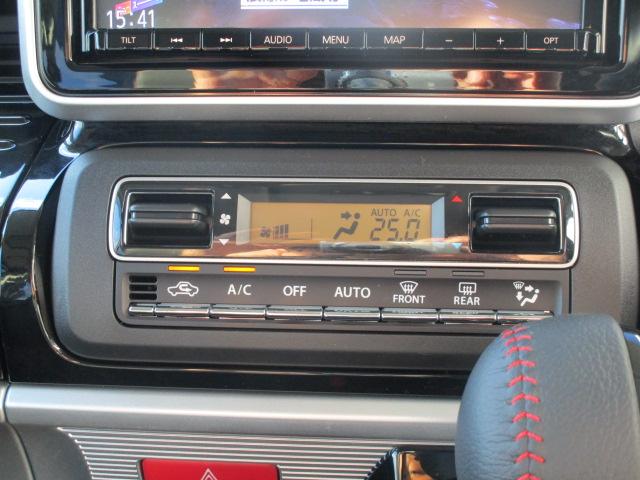 15:41
TILT AUDIO MENU MAP − + OPT
AUTO A/C
25.0
A/C OFF AUTO FRONT REAR